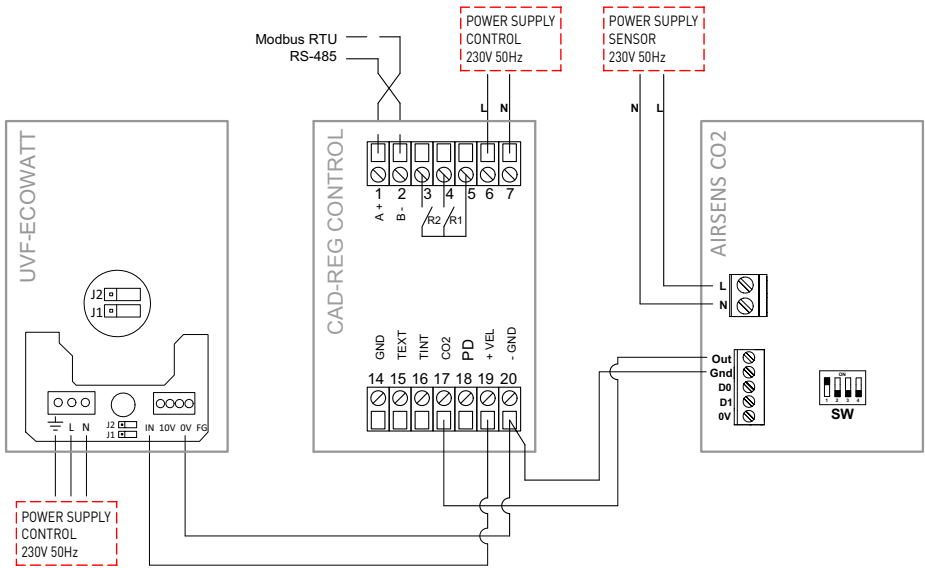 POWER SUPPLY
CONTROL
230V 50Hz
POWER SUPPLY
SENSOR
230V 50Hz
Modbus RTU
RS-485
L N
N L
UVF-ECOWATT
J2
J1
J2
J1
L N
IN 10V 0V FG
POWER SUPPLY
CONTROL
230V 50Hz
CAD-REG CONTROL
1 2 3 4 5 6 7
A +
B -
R2 R1
GND
TEXT
TINT
CO2
PD
+ VEL
- GND
14 15 16 17 18 19 20
AIRSENS CO2
L
N
Out
Gnd
D0
D1
0V
ON
1 2 3 4
SW